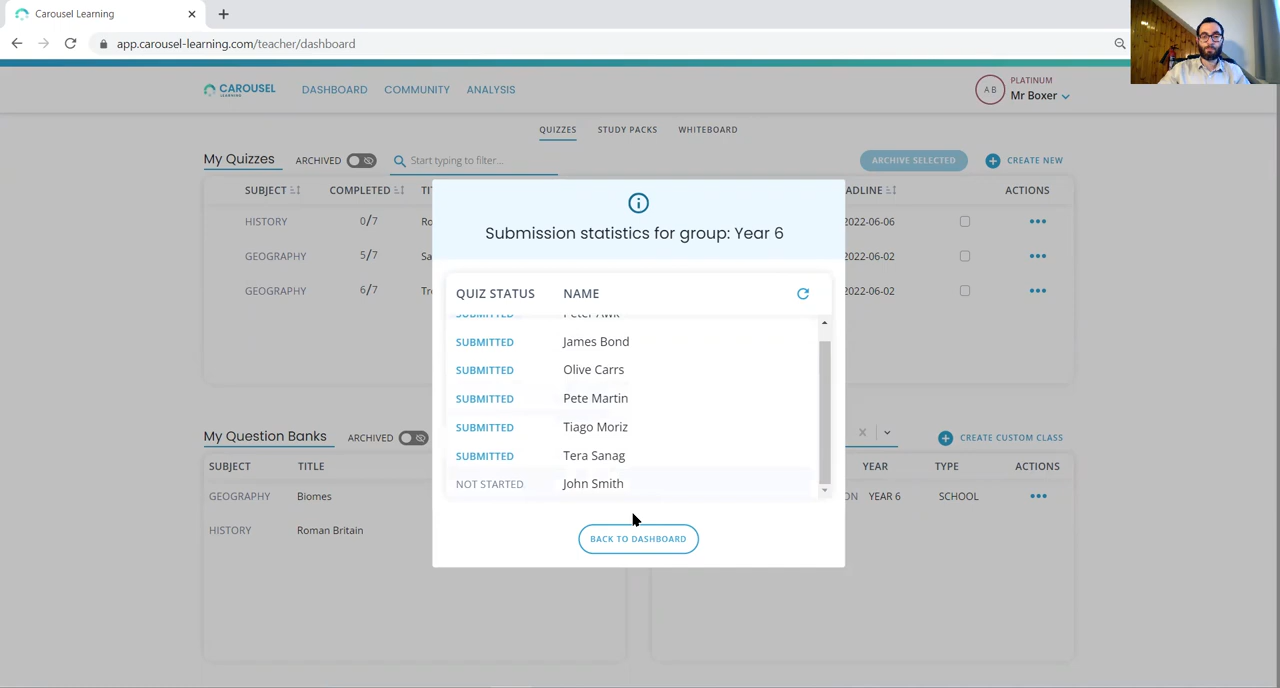 Carousel Learning
app.carousel-learning.com/teacher/dashboard
CAROUSEL
LEARNING
DASHBOARD
COMMUNITY
ANALYSIS
A B
PLATINUM
Mr Boxer
QUIZZES
STUDY PACKS
WHITEBOARD
My Quizzes
ARCHIVED
Start typing to filter...
ARCHIVE SELECTED
CREATE NEW
SUBJECT
COMPLETED
ACTIONS
HISTORY 0/7 2022-06-06
GEOGRAPHY 5/7 2022-06-02
GEOGRAPHY 6/7 2022-06-02
Submission statistics for group: Year 6
QUIZ STATUS NAME
SUBMITTED James Bond
SUBMITTED Olive Carrs
SUBMITTED Pete Martin
SUBMITTED Tiago Moriz
SUBMITTED Tera Sanag
NOT STARTED John Smith
BACK TO DASHBOARD
My Question Banks
ARCHIVED
CREATE CUSTOM CLASS
SUBJECT TITLE
GEOGRAPHY Biomes
HISTORY Roman Britain
YEAR TYPE ACTIONS
YEAR 6 SCHOOL